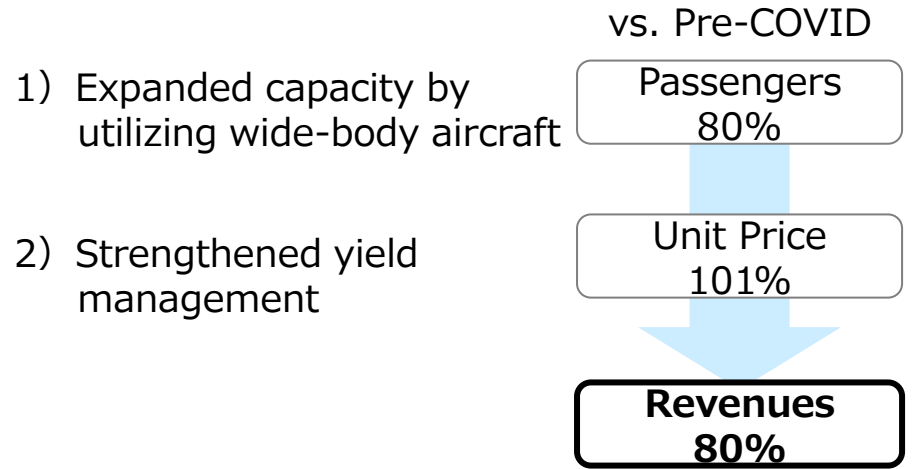 vs. Pre-COVID
1）Expanded capacity by
utilizing wide-body aircraft
Passengers
80%
2）Strengthened yield
management
Unit Price
101%
Revenues
80%